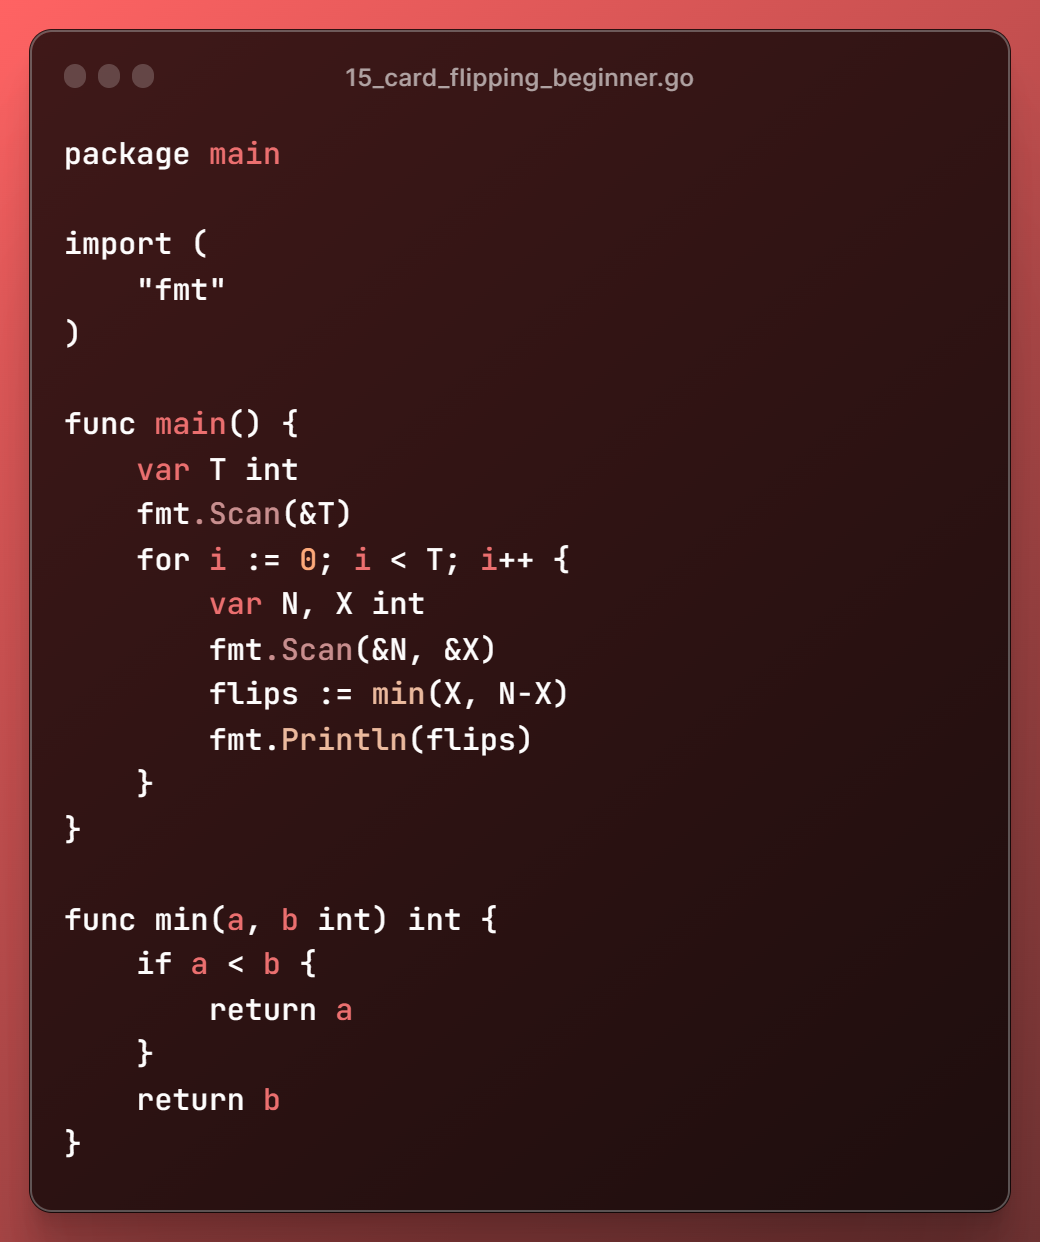 15_card_flipping_beginner.go
package main
import (
    "fmt"
)
func main() {
    var T int
    fmt.Scan(&T)
    for i := 0; i < T; i++ {
        var N, X int
        fmt.Scan(&N, &X)
        flips := min(X, N-X)
        fmt.Println(flips)
    }
}
func min(a, b int) int {
    if a < b {
        return a
    }
    return b
}